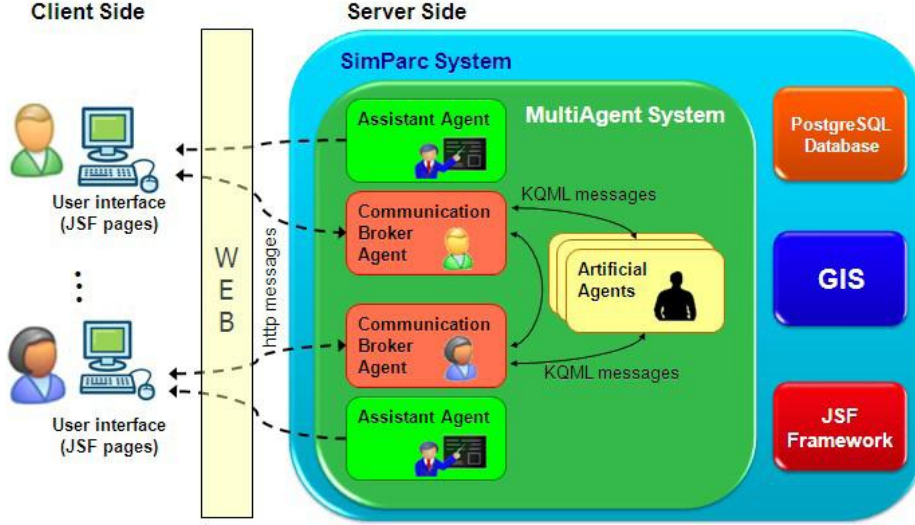 Client Side
Server Side
SimParc System
MultiAgent System
Assistant Agent
User interface
(JSF pages)
WEB
http messages
Communication
Broker
Agent
KQML messages
Artificial
Agents
Communication
Broker
Agent
KQML messages
User interface
(JSF pages)
Assistant Agent
PostgreSQL
Database
GIS
JSF
Framework